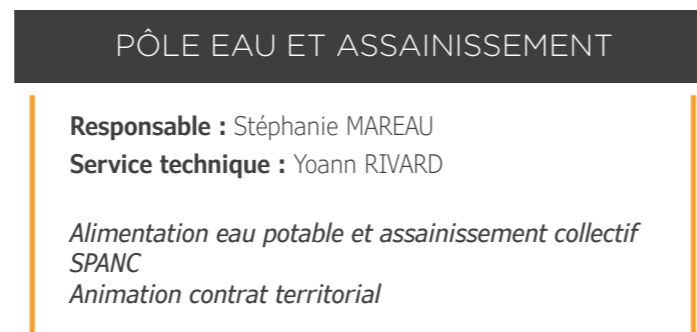 PÔLE EAU ET ASSAINISSEMENT
Responsable : Stéphanie MAREAU
Service technique : Yoann RIVARD
Alimentation eau potable et assainissement collectif
SPANC
Animation contrat territorial